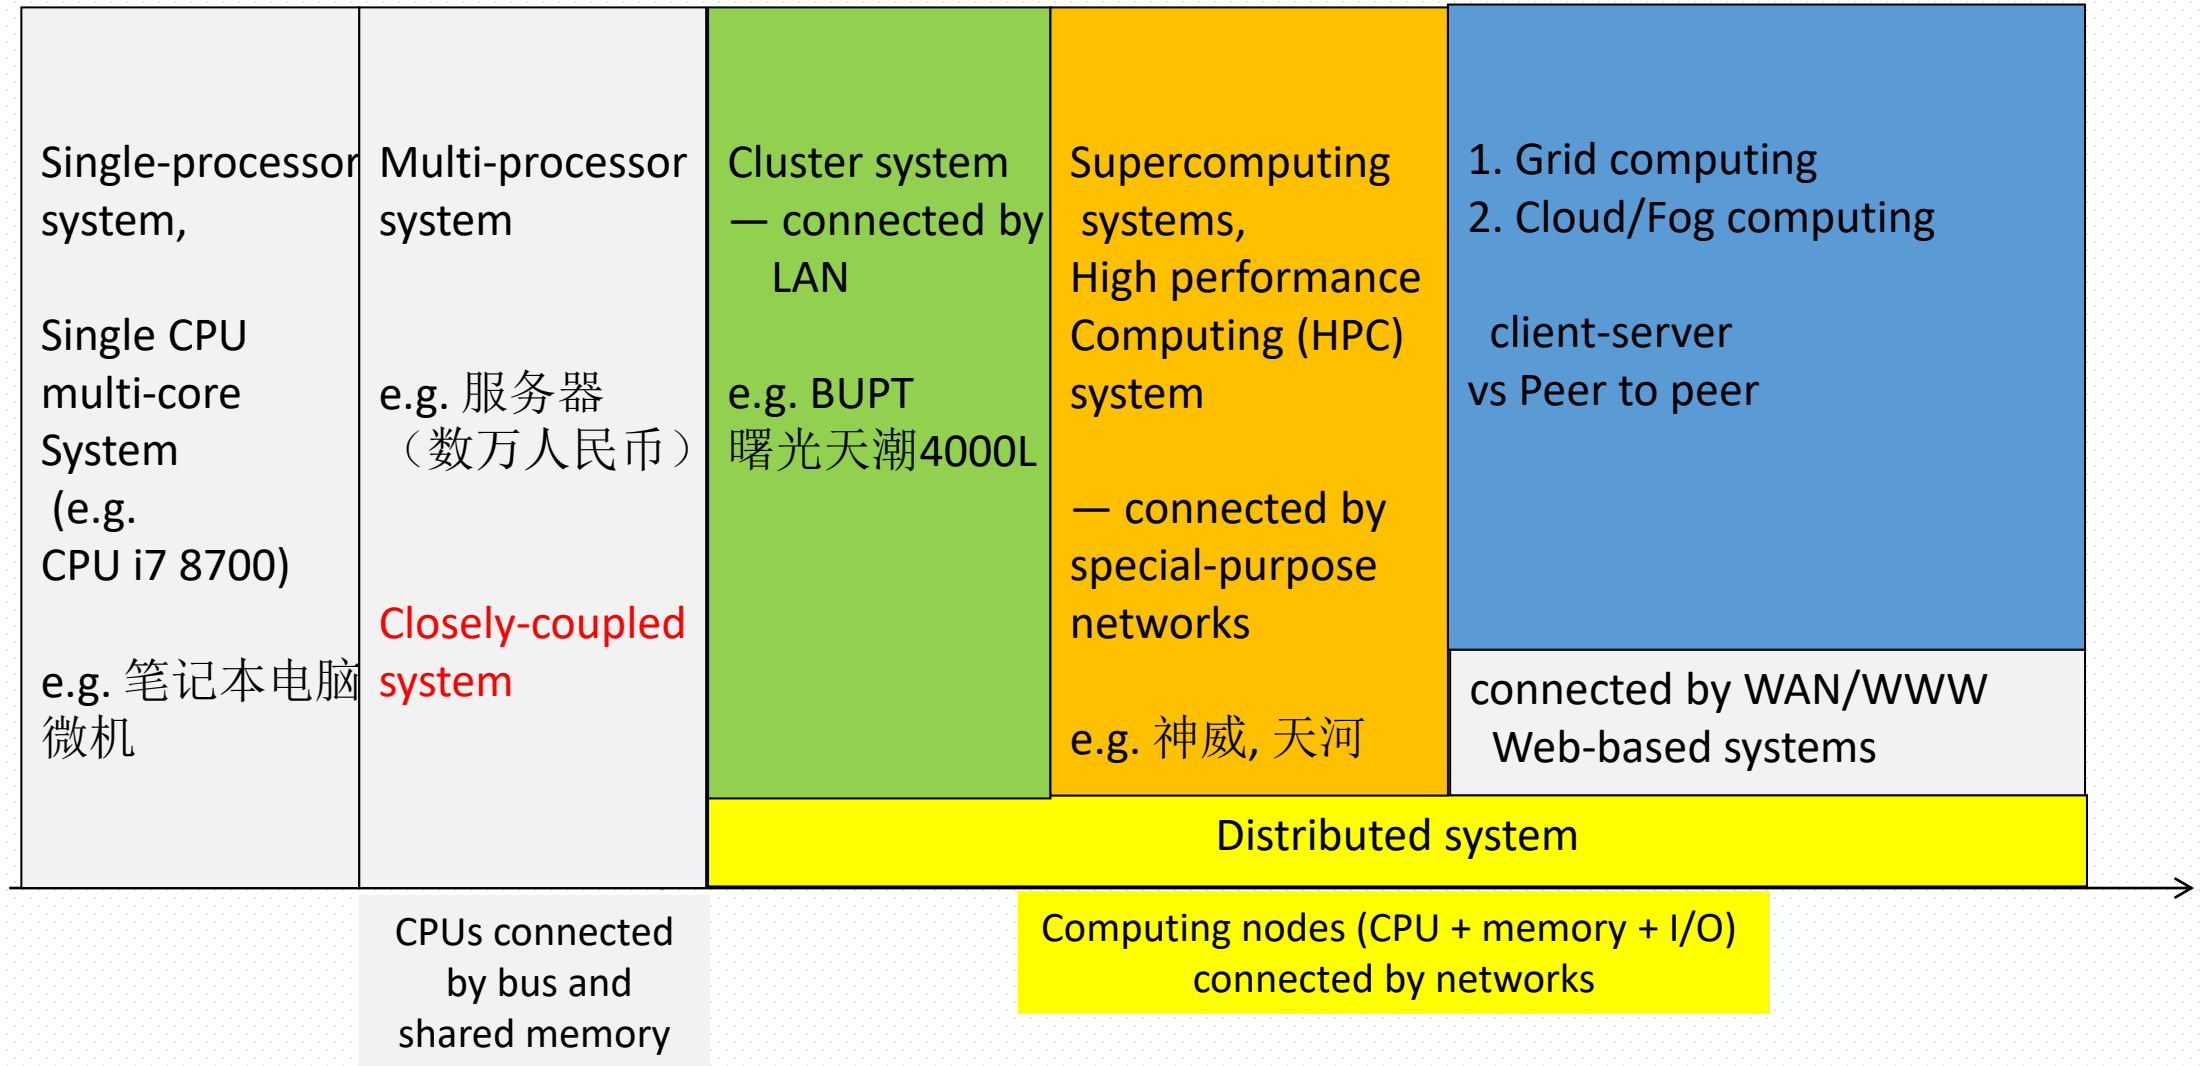 Single-processor
system,
Single CPU
multi-core
System
(e.g.
CPU i7 8700)
e.g. 笔记本电脑
微机
Multi-processor
system
e.g. 服务器
（数万人民币）
Closely-coupled
system
Cluster system
— connected by
LAN
e.g. BUPT
曙光天潮4000L
Supercomputing
systems,
High performance
Computing (HPC)
system
— connected by
special-purpose
networks
e.g. 神威, 天河
1. Grid computing
2. Cloud/Fog computing
client-server
vs Peer to peer
connected by WAN/WWW
Web-based systems
Distributed system
CPUs connected
by bus and
shared memory
Computing nodes (CPU + memory + I/O)
connected by networks